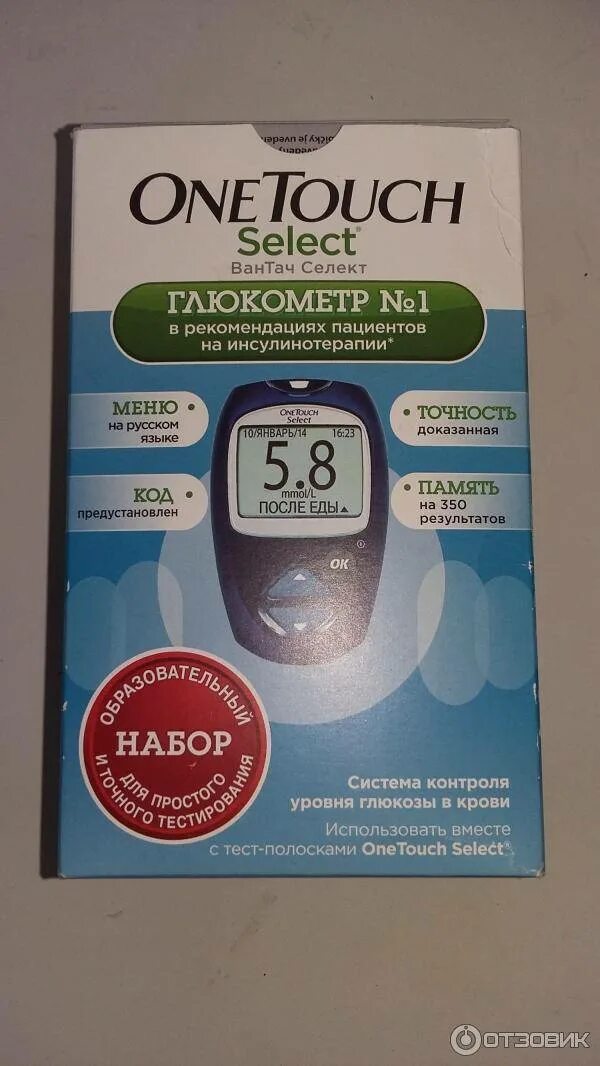 ONETOUCH
Select®
ВанТач Селект
ГЛЮКОМЕТР №1
в рекомендациях пациентов
на инсулинотерапии*
МЕНЮ
на русском
языке
КОД
предустановлен
• ТОЧНОСТЬ
доказанная
• ПАМЯТЬ
на 350
результатов
ONETOUCH
Select
10/ЯНВАРЬ/14 16:23
5.8
mmol/L
ПОСЛЕ ЕДЫ▲
OK
ОБРАЗОВАТЕЛЬНЫЙ
НАБОР
ДЛЯ ПРОСТОГО
И ТОЧНОГО ТЕСТИРОВАНИЯ
Система контроля
уровня глюкозы в крови
Использовать вместе
с тест-полосками OneTouch Select®
ОТЗОВИК